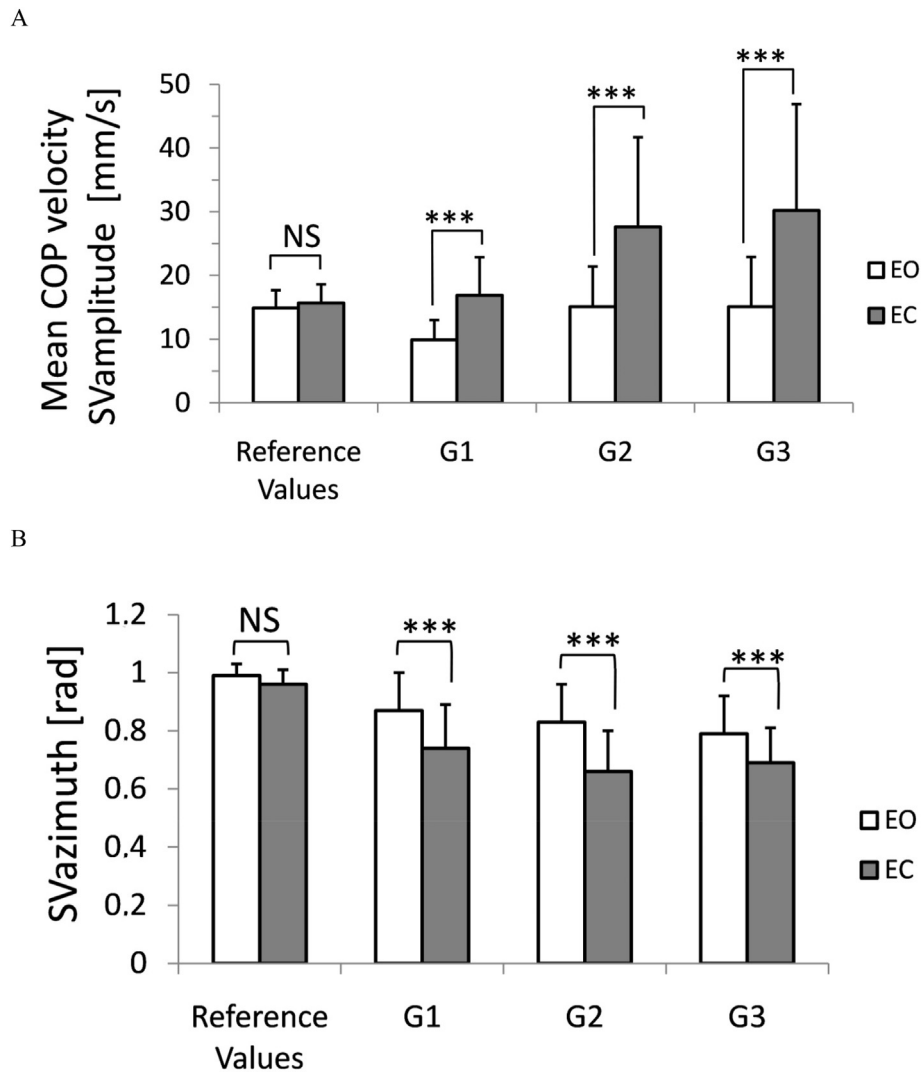 A
Mean COP velocity
SVamplitude [mm/s]
50
40
30
20
10
0
NS
***
***
***
Reference
Values
G1
G2
G3
EO
EC
B
SVazimuth [rad]
1.2
1
0.8
0.6
0.4
0.2
0
NS
***
***
***
Reference
Values
G1
G2
G3
EO
EC